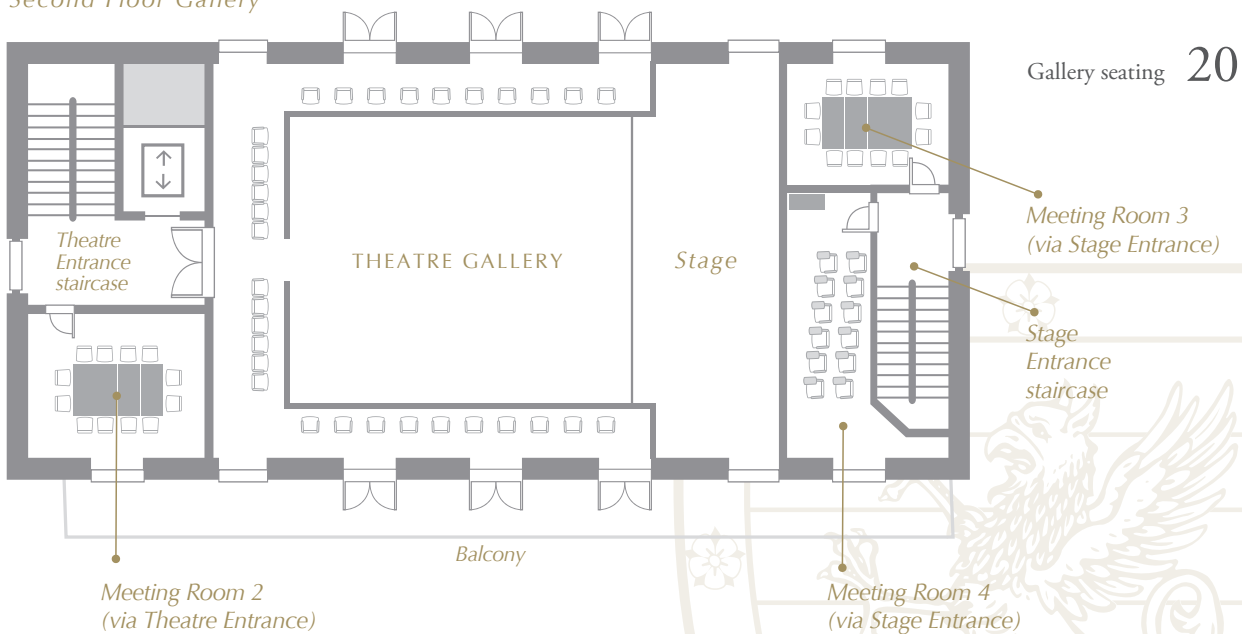 Second Floor Gallery
Gallery seating 20
Theatre
Entrance
staircase
THEATRE GALLERY
Stage
Meeting Room 3
(via Stage Entrance)
Stage
Entrance
staircase
Balcony
Meeting Room 2
(via Theatre Entrance)
Meeting Room 4
(via Stage Entrance)